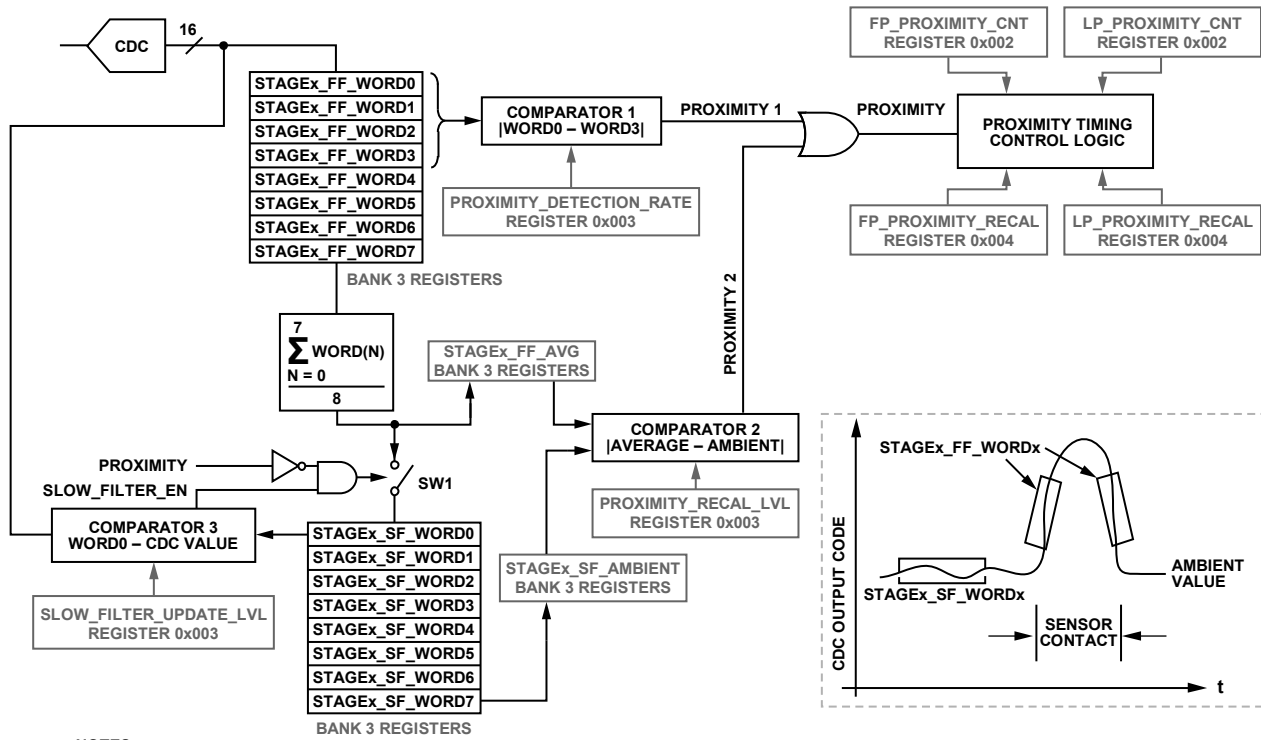 CDC
16
STAGEx_FF_WORD0
STAGEx_FF_WORD1
STAGEx_FF_WORD2
STAGEx_FF_WORD3
STAGEx_FF_WORD4
STAGEx_FF_WORD5
STAGEx_FF_WORD6
STAGEx_FF_WORD7
BANK 3 REGISTERS
COMPARATOR 1
|WORD0 – WORD3|
PROXIMITY_DETECTION_RATE
REGISTER 0x003
PROXIMITY 1
PROXIMITY
FP_PROXIMITY_CNT
REGISTER 0x002
LP_PROXIMITY_CNT
REGISTER 0x002
PROXIMITY TIMING
CONTROL LOGIC
FP_PROXIMITY_RECAL
REGISTER 0x004
LP_PROXIMITY_RECAL
REGISTER 0x004
PROXIMITY 2
7
Σ WORD(N)
N = 0
8
STAGEx_FF_AVG
BANK 3 REGISTERS
COMPARATOR 2
|AVERAGE – AMBIENT|
PROXIMITY_RECAL_LVL
REGISTER 0x003
PROXIMITY
SLOW_FILTER_EN
SW1
COMPARATOR 3
WORD0 – CDC VALUE
SLOW_FILTER_UPDATE_LVL
REGISTER 0x003
STAGEx_SF_WORD0
STAGEx_SF_WORD1
STAGEx_SF_WORD2
STAGEx_SF_WORD3
STAGEx_SF_WORD4
STAGEx_SF_WORD5
STAGEx_SF_WORD6
STAGEx_SF_WORD7
BANK 3 REGISTERS
STAGEx_SF_AMBIENT
BANK 3 REGISTERS
CDC OUTPUT CODE
STAGEx_FF_WORDx
STAGEx_SF_WORDx
AMBIENT
VALUE
SENSOR
CONTACT
t